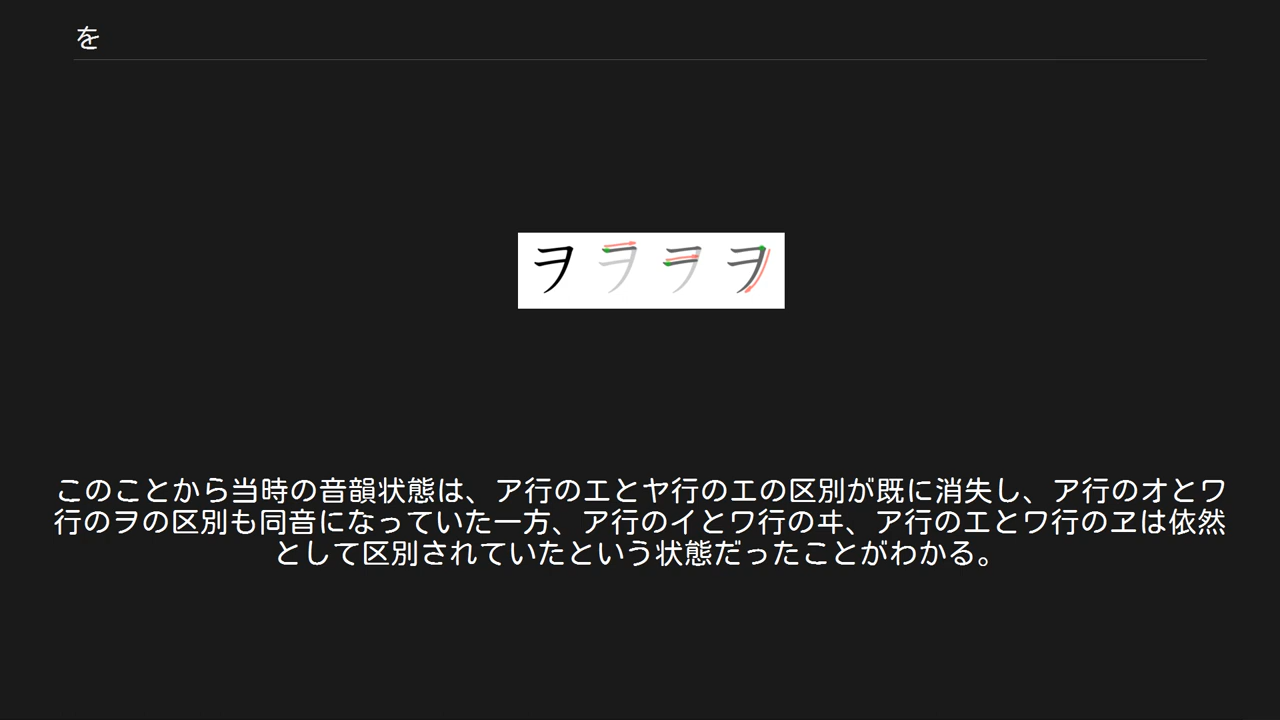 を
ヲ ヲ ヲ ヲ
このことから当時の音韻状態は、ア行のエとヤ行のエの区別が既に消失し、ア行のオとワ
行のヲの区別も同音になっていた一方、ア行のイとワ行のヰ、ア行のエとワ行のヱは依然
として区別されていたという状態だったことがわかる。